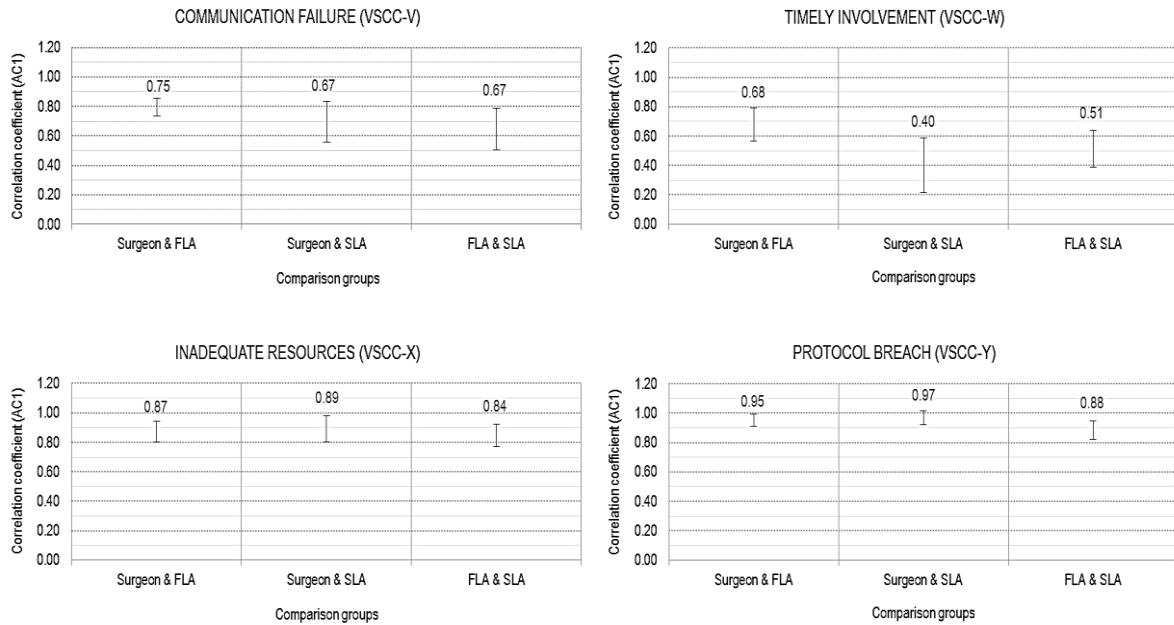 COMMUNICATION FAILURE (VSCC-V)
Correlation coefficient (AC1)
1.20
1.00
0.80
0.60
0.40
0.20
0.00
0.75
0.67
0.67
Surgeon & FLA
Surgeon & SLA
FLA & SLA
Comparison groups
TIMELY INVOLVEMENT (VSCC-W)
Correlation coefficient (AC1)
1.20
1.00
0.80
0.60
0.40
0.20
0.00
0.68
0.40
0.51
Surgeon & FLA
Surgeon & SLA
FLA & SLA
Comparison groups
INADEQUATE RESOURCES (VSCC-X)
Correlation coefficient (AC1)
1.20
1.00
0.80
0.60
0.40
0.20
0.00
0.87
0.89
0.84
Surgeon & FLA
Surgeon & SLA
FLA & SLA
Comparison groups
PROTOCOL BREACH (VSCC-Y)
Correlation coefficient (AC1)
1.20
1.00
0.80
0.60
0.40
0.20
0.00
0.95
0.97
0.88
Surgeon & FLA
Surgeon & SLA
FLA & SLA
Comparison groups